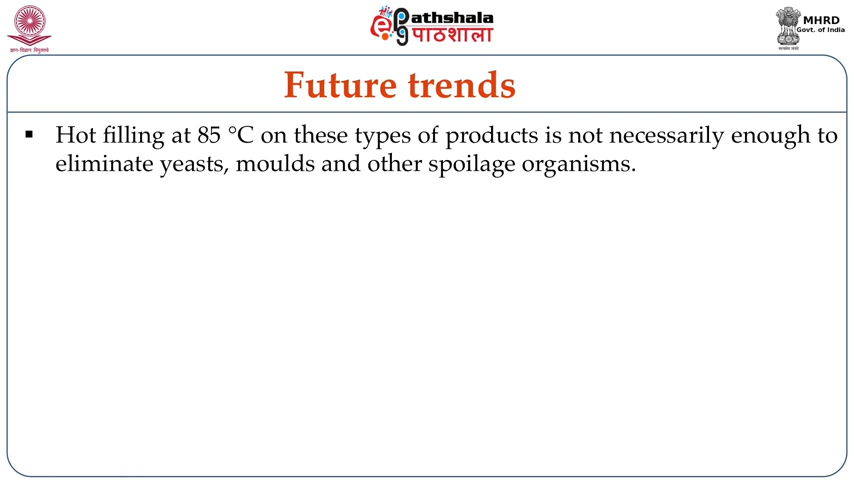 ePathshala
पाठशाला
MHRD
Govt. of India
Future trends
▪ Hot filling at 85 °C on these types of products is not necessarily enough to
eliminate yeasts, moulds and other spoilage organisms.